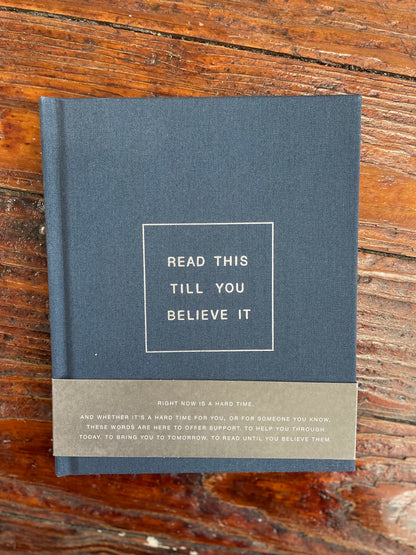 READ THIS
TILL YOU
BELIEVE IT
RIGHT NOW IS A HARD TIME.
AND WHETHER IT'S A HARD TIME FOR YOU, OR FOR SOMEONE YOU KNOW,
THESE WORDS ARE HERE TO OFFER SUPPORT. TO HELP YOU THROUGH
TODAY. TO BRING YOU TO TOMORROW. TO READ UNTIL YOU BELIEVE THEM.